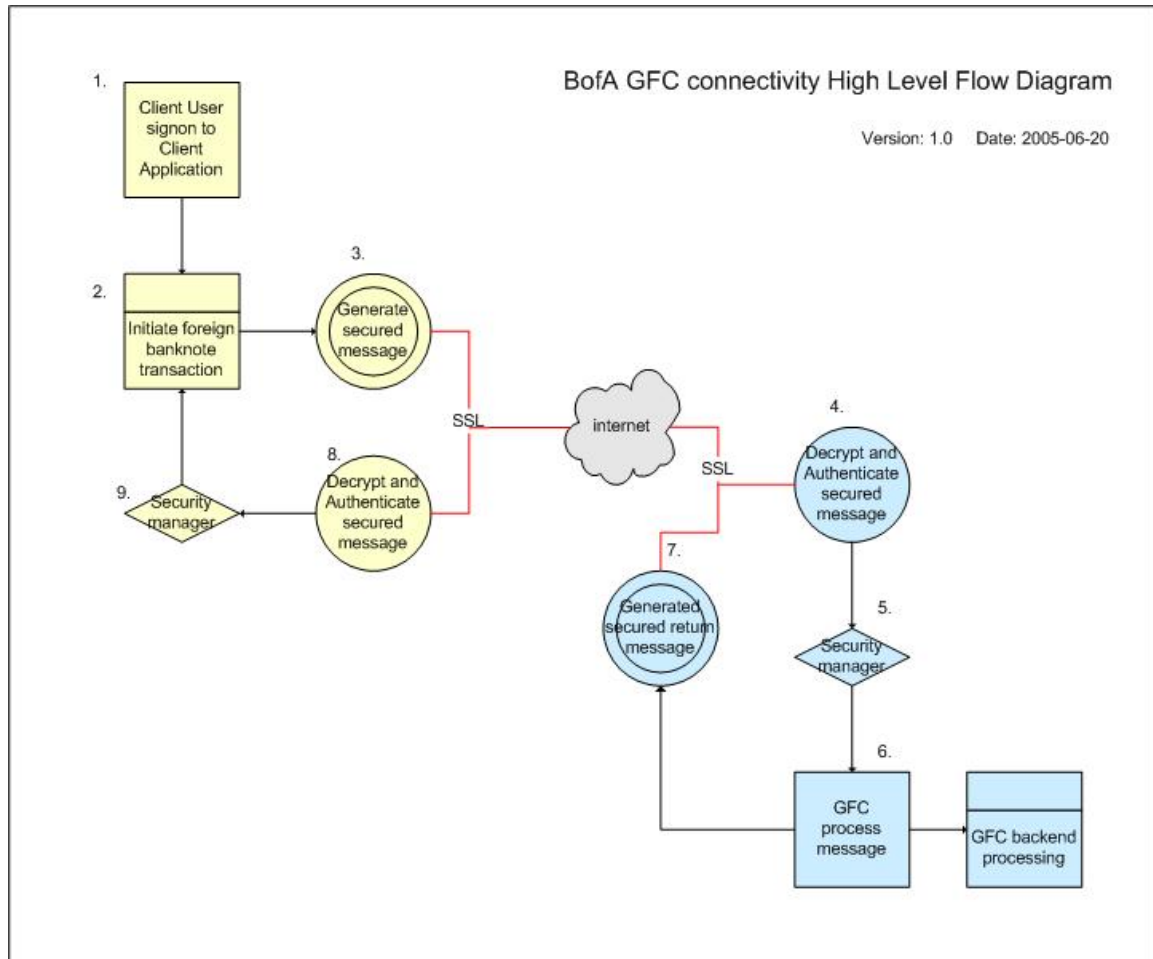 BofA GFC connectivity High Level Flow Diagram
Version: 1.0 Date: 2005-06-20
1.
Client User
signon to
Client
Application
2.
Initiate foreign
banknote
transaction
3.
Generate
secured
message
SSL
internet
SSL
4.
Decrypt and
Authenticate
secured
message
5.
Security
manager
6.
GFC
process
message
GFC backend
processing
7.
Generated
secured return
message
8.
Decrypt and
Authenticate
secured
message
9.
Security
manager